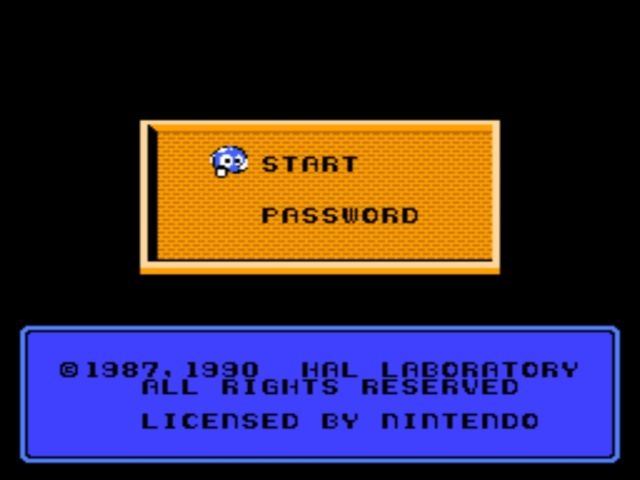 START
PASSWORD
©1987,1990 HAL LABORATORY
ALL RIGHTS RESERVED
LICENSED BY NINTENDO